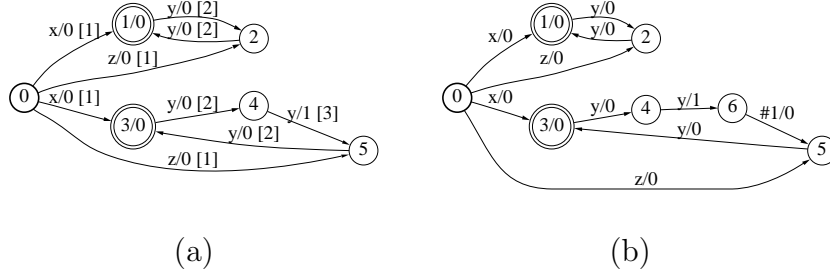 y/0 [2]
1/0
x/0 [1]
y/0 [2]
2
z/0 [1]
0
x/0 [1]
y/0 [2]
4
y/1 [3]
3/0
y/0 [2]
5
z/0 [1]
(a)
y/0
1/0
x/0
y/0
2
z/0
0
x/0
y/0
4
y/1
6
#1/0
3/0
y/0
5
z/0
(b)